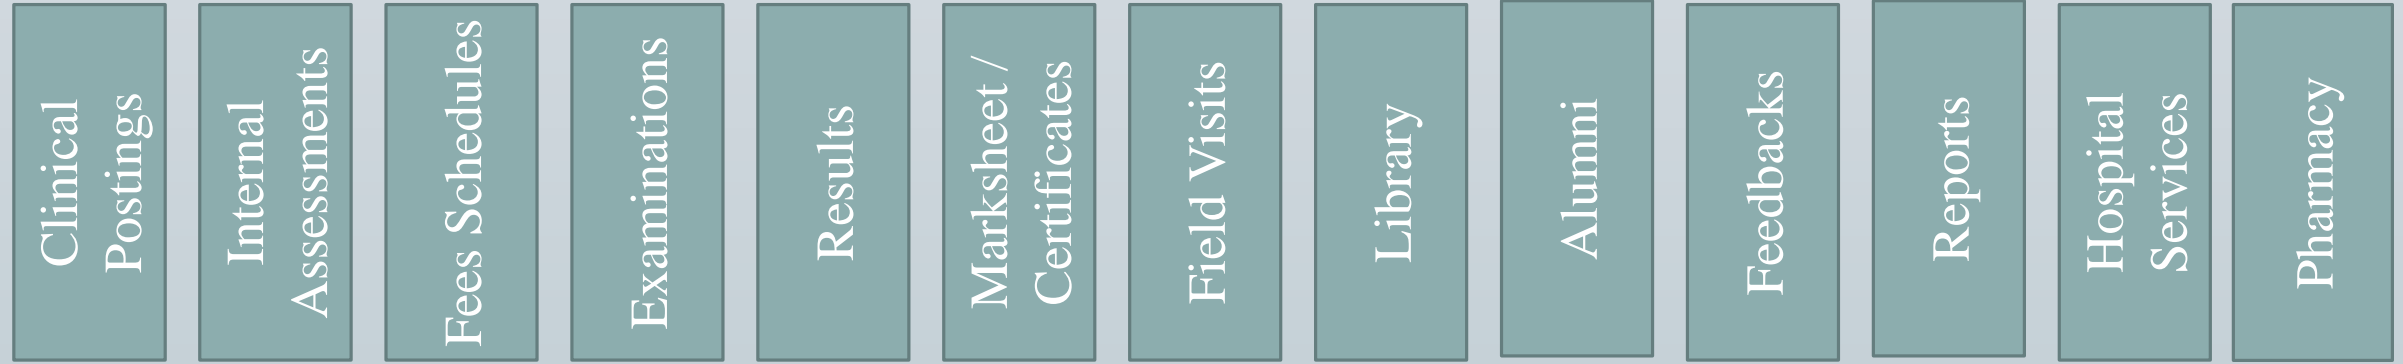 Clinical
Postings
Internal
Assessments
Fees Schedules
Examinations
Results
Marksheet /
Certificates
Field Visits
Library
Alumni
Feedbacks
Reports
Hospital
Services
Pharmacy